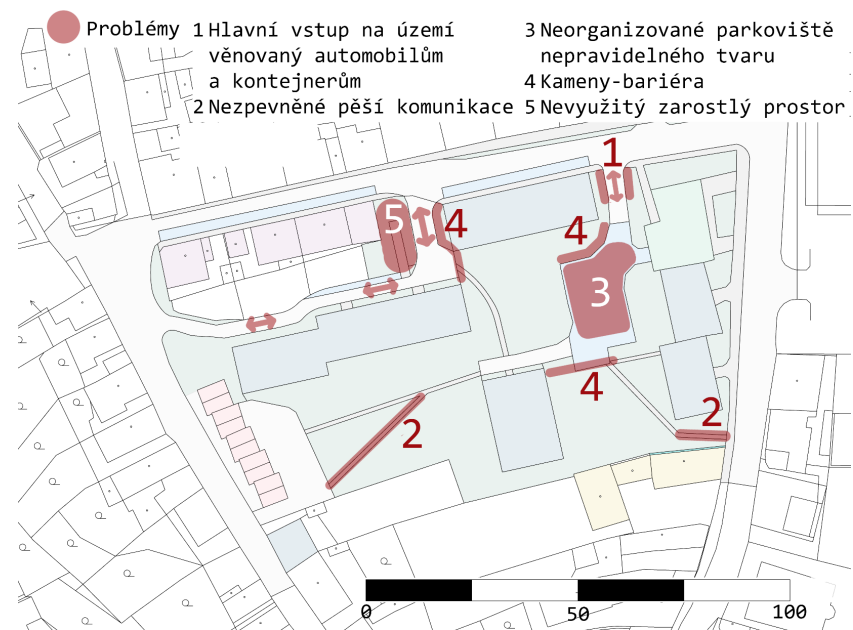 Problémy
1 Hlavní vstup na území
věnovaný automobilům
a kontejnerům
2 Nezpevněné pěší komunikace
3 Neorganizované parkoviště
nepravidelného tvaru
4 Kameny-bariéra
5 Nevyužitý zarostlý prostor
1
5
4
4
3
4
2
2
0
50
100